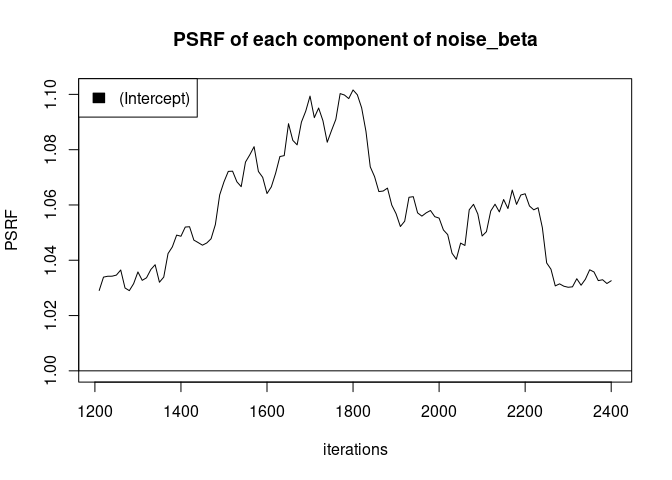 PSRF of each component of noise_beta
(Intercept)
PSRF
1.10
1.08
1.06
1.04
1.02
1.00
1200 1400 1600 1800 2000 2200 2400
iterations